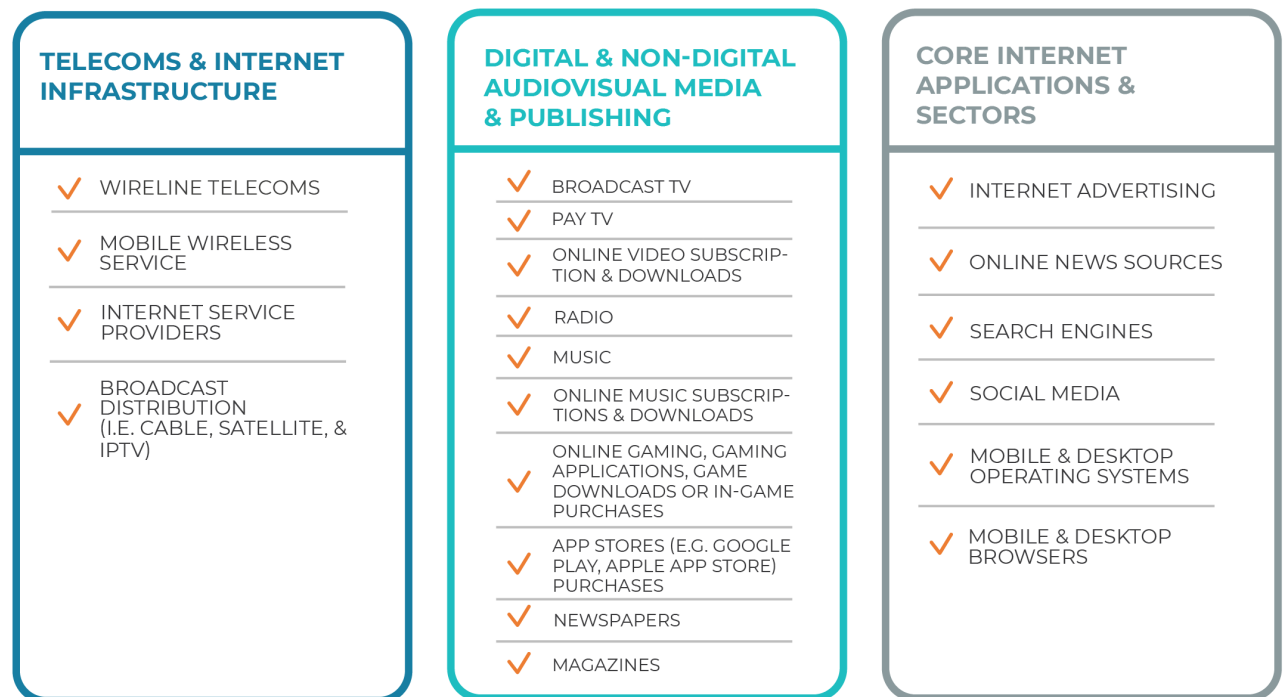 TELECOMS & INTERNET
INFRASTRUCTURE
WIRELINE TELECOMS
MOBILE WIRELESS
SERVICE
INTERNET SERVICE
PROVIDERS
BROADCAST
DISTRIBUTION
(I.E. CABLE, SATELLITE, &
IPTV)
DIGITAL & NON-DIGITAL
AUDIOVISUAL MEDIA
& PUBLISHING
BROADCAST TV
PAY TV
ONLINE VIDEO SUBSCRIP-
TION & DOWNLOADS
RADIO
MUSIC
ONLINE MUSIC SUBSCRIP-
TIONS & DOWNLOADS
ONLINE GAMING, GAMING
APPLICATIONS, GAME
DOWNLOADS OR IN-GAME
PURCHASES
APP STORES (E.G. GOOGLE
PLAY, APPLE APP STORE)
PURCHASES
NEWSPAPERS
MAGAZINES
CORE INTERNET
APPLICATIONS &
SECTORS
INTERNET ADVERTISING
ONLINE NEWS SOURCES
SEARCH ENGINES
SOCIAL MEDIA
MOBILE & DESKTOP
OPERATING SYSTEMS
MOBILE & DESKTOP
BROWSERS